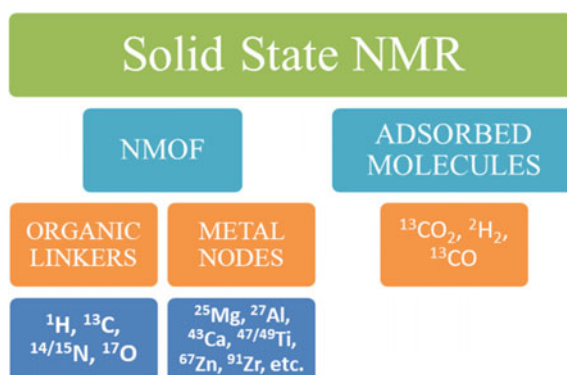 Solid State NMR
NMOF
ADSORBED
MOLECULES
ORGANIC
LINKERS
METAL
NODES
¹³CO₂, ²H₂,
¹³CO
¹H, ¹³C,
¹⁴/¹⁵N, ¹⁷O
²⁵Mg, ²⁷Al,
⁴³Ca, ⁴⁷/⁴⁹Ti,
⁶⁷Zn, ⁹¹Zr, etc.